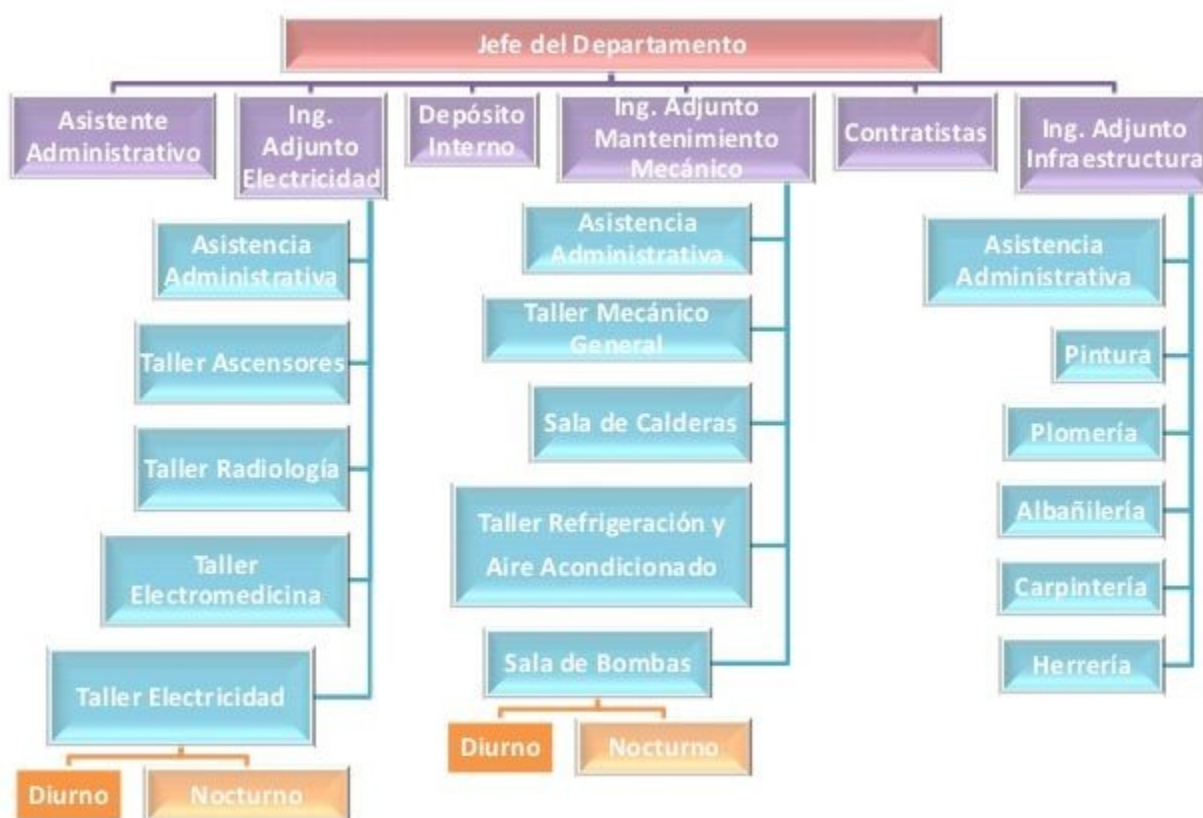 Jefe del Departamento
Asistente
Administrativo
Ing.
Adjunto
Electricidad
Depósito
Interno
Ing. Adjunto
Mantenimiento
Mecánico
Contratistas
Ing. Adjunto
Infraestructura
Asistencia
Administrativa
Taller Ascensores
Taller Radiología
Taller
Electromedicina
Taller Electricidad
Diurno
Nocturno
Asistencia
Administrativa
Taller Mecánico
General
Sala de Calderas
Taller Refrigeración y
Aire Acondicionado
Sala de Bombas
Diurno
Nocturno
Asistencia
Administrativa
Pintura
Plomería
Albañilería
Carpintería
Herrería